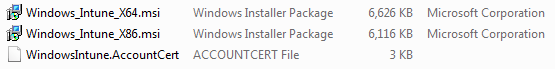 Windows_Intune_X64.msi Windows Installer Package 6,626 KB Microsoft Corporation
Windows_Intune_X86.msi Windows Installer Package 6,116 KB Microsoft Corporation
WindowsIntune.AccountCert ACCOUNTCERT File 3 KB